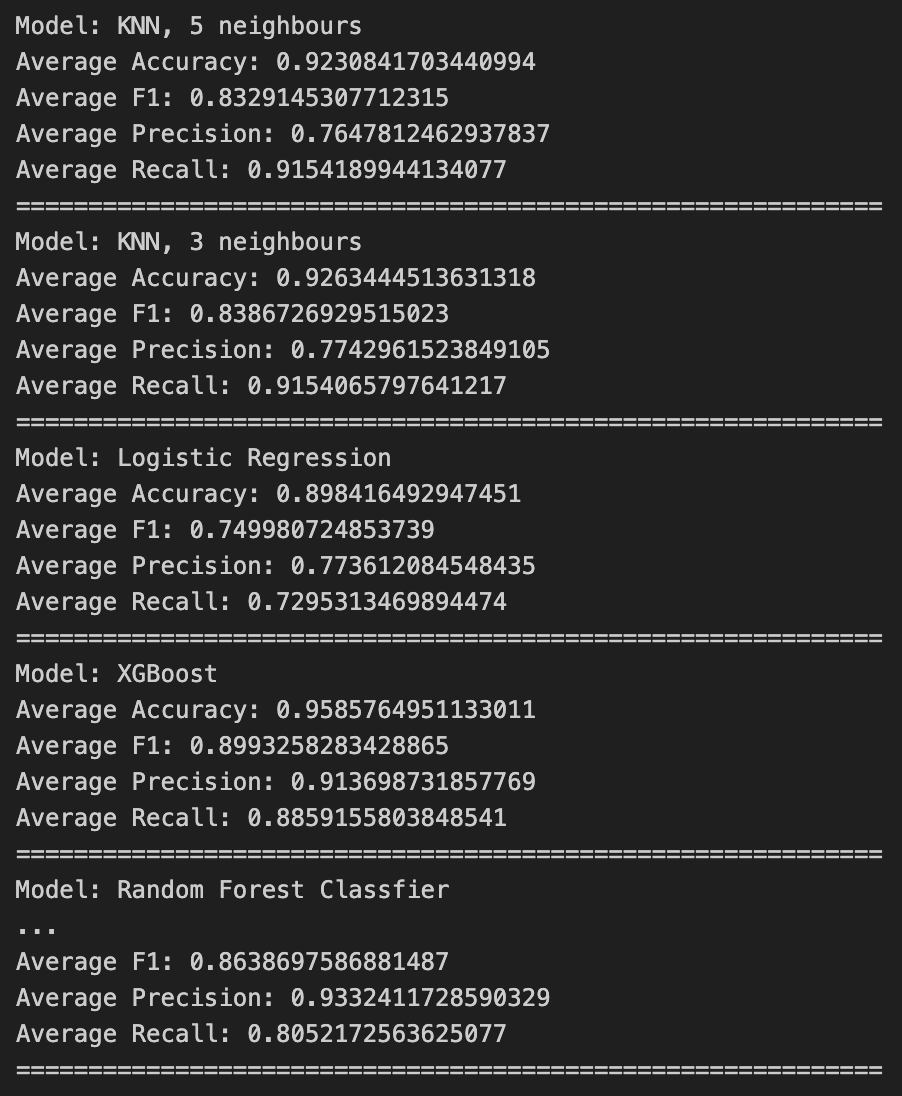 Model: KNN, 5 neighbours
Average Accuracy: 0.9230841703440994
Average F1: 0.8329145307712315
Average Precision: 0.7647812462937837
Average Recall: 0.9154189944134077
============================================================
Model: KNN, 3 neighbours
Average Accuracy: 0.9263444513631318
Average F1: 0.8386726929515023
Average Precision: 0.7742961523849105
Average Recall: 0.9154065797641217
============================================================
Model: Logistic Regression
Average Accuracy: 0.898416492947451
Average F1: 0.749980724853739
Average Precision: 0.773612084548435
Average Recall: 0.7295313469894474
============================================================
Model: XGBoost
Average Accuracy: 0.9585764951133011
Average F1: 0.8993258283428865
Average Precision: 0.913698731857769
Average Recall: 0.8859155803848541
============================================================
Model: Random Forest Classfier
...
Average F1: 0.8638697586881487
Average Precision: 0.9332411728590329
Average Recall: 0.8052172563625077
============================================================